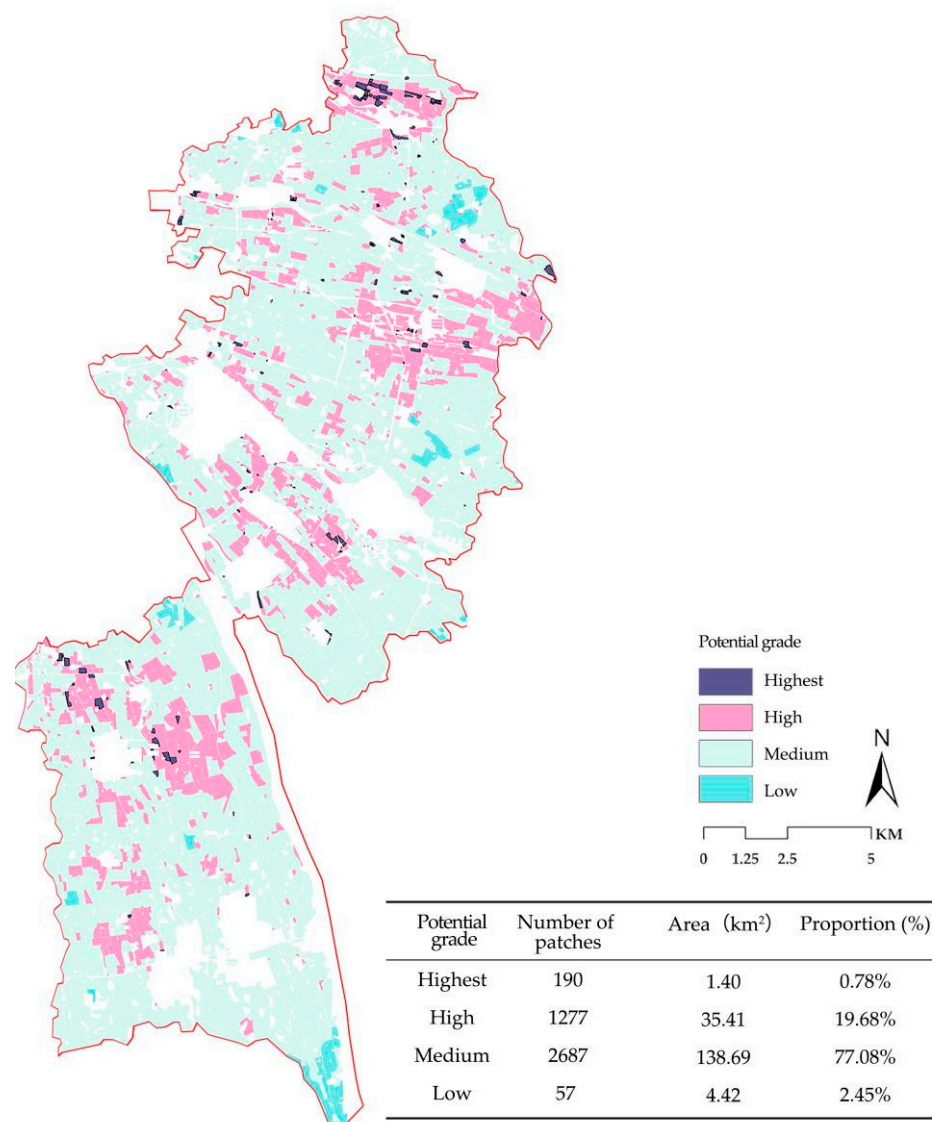 Potential grade
Highest
High
Medium
Low
N
KM
0 1.25 2.5 5
Potential grade Number of patches Area (km²) Proportion (%)
Highest 190 1.40 0.78%
High 1277 35.41 19.68%
Medium 2687 138.69 77.08%
Low 57 4.42 2.45%